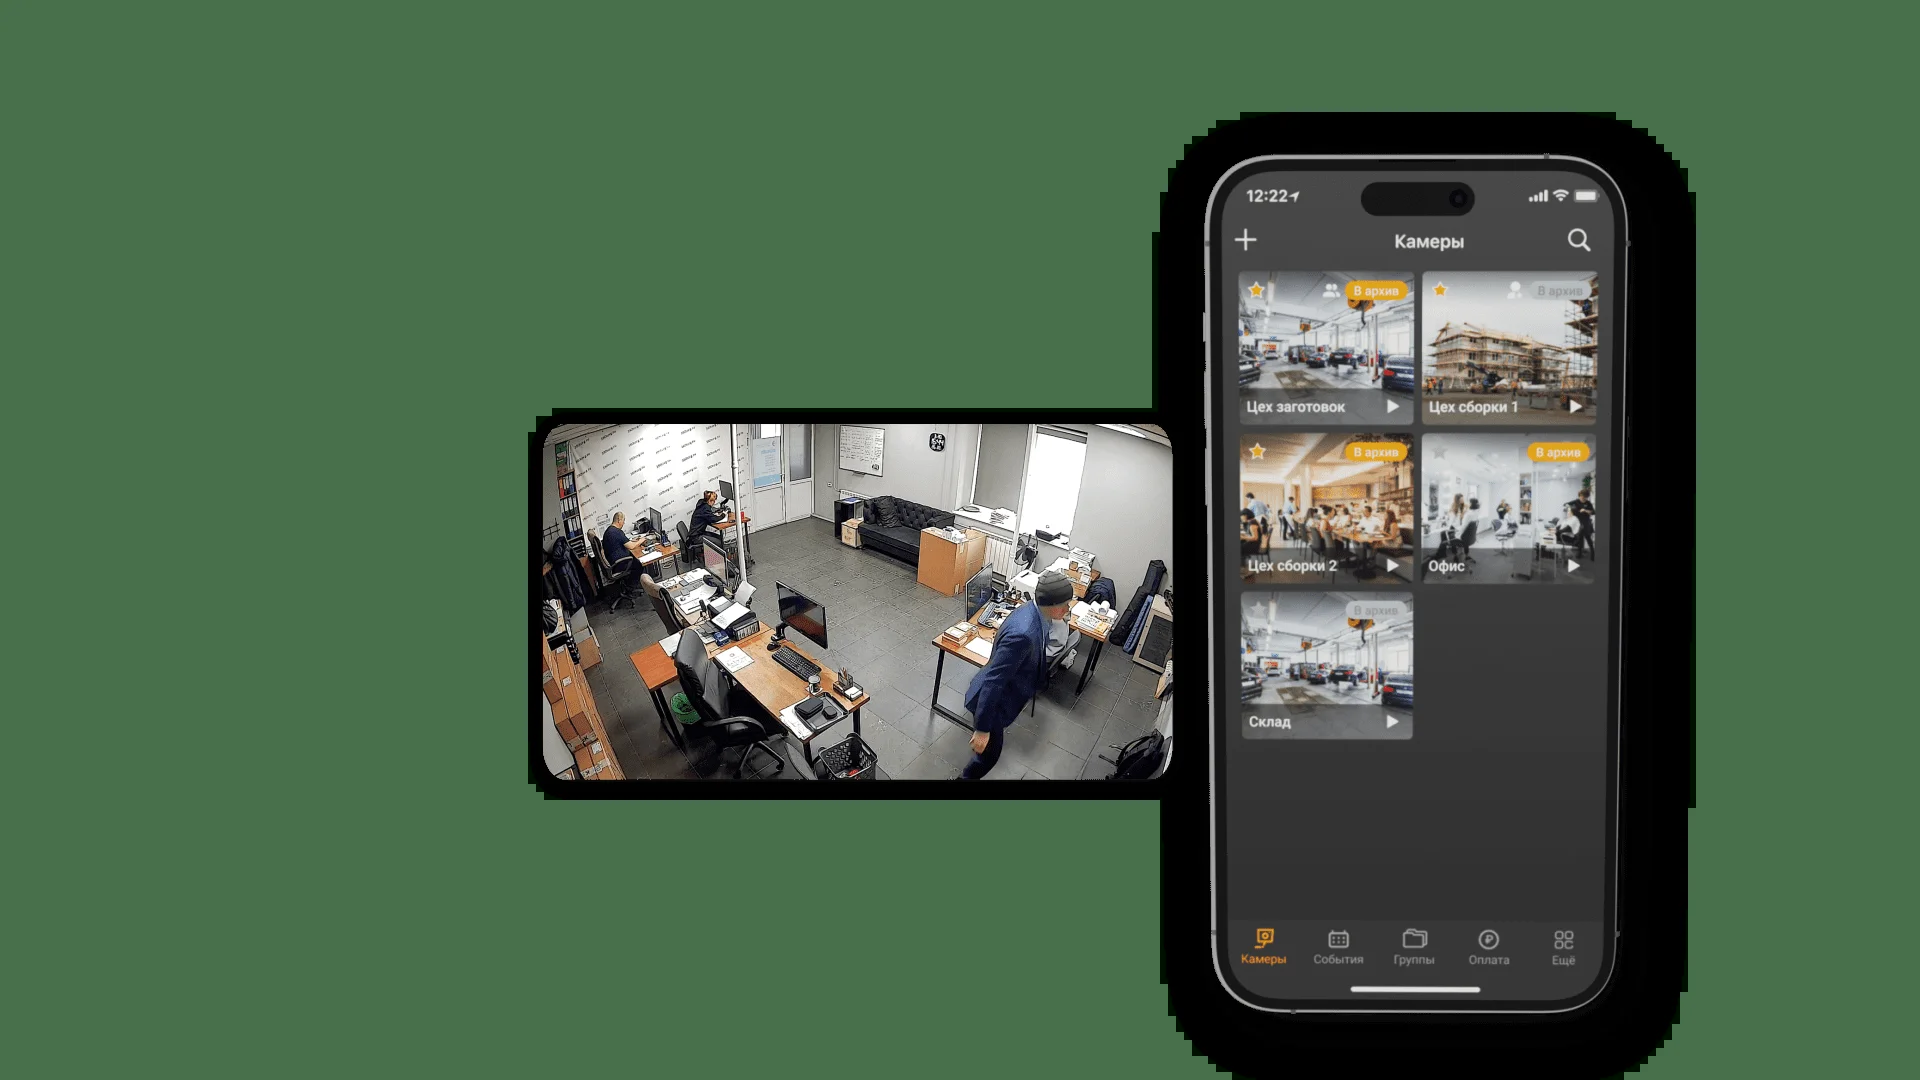 12:22
Камеры
В архив
В архив
Цех заготовок
Цех сборки 1
В архив
В архив
Цех сборки 2
Офис
В архив
Склад
Камеры
События
Группы
Оплата
Ещё